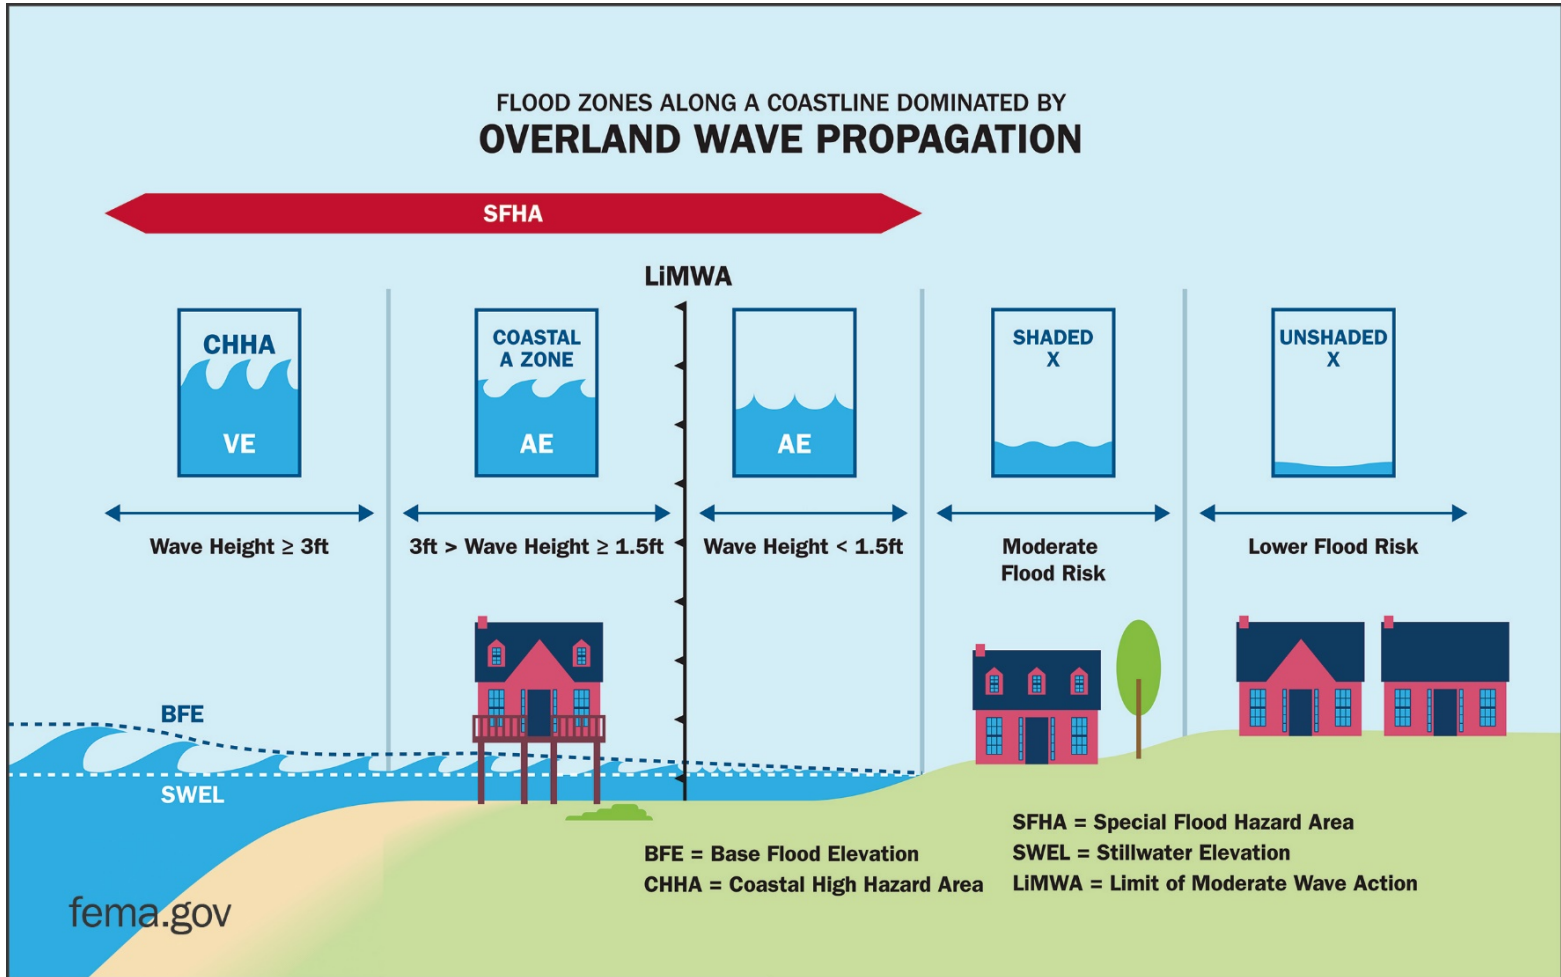 FLOOD ZONES ALONG A COASTLINE DOMINATED BY
OVERLAND WAVE PROPAGATION
SFHA
LiMWA
CHHA
VE
COASTAL
A ZONE
AE
AE
SHADED
X
UNSHADED
X
Wave Height ≥ 3ft
3ft > Wave Height ≥ 1.5ft
Wave Height < 1.5ft
Moderate
Flood Risk
Lower Flood Risk
BFE
SWEL
BFE = Base Flood Elevation
CHHA = Coastal High Hazard Area
SFHA = Special Flood Hazard Area
SWEL = Stillwater Elevation
LiMWA = Limit of Moderate Wave Action
fema.gov